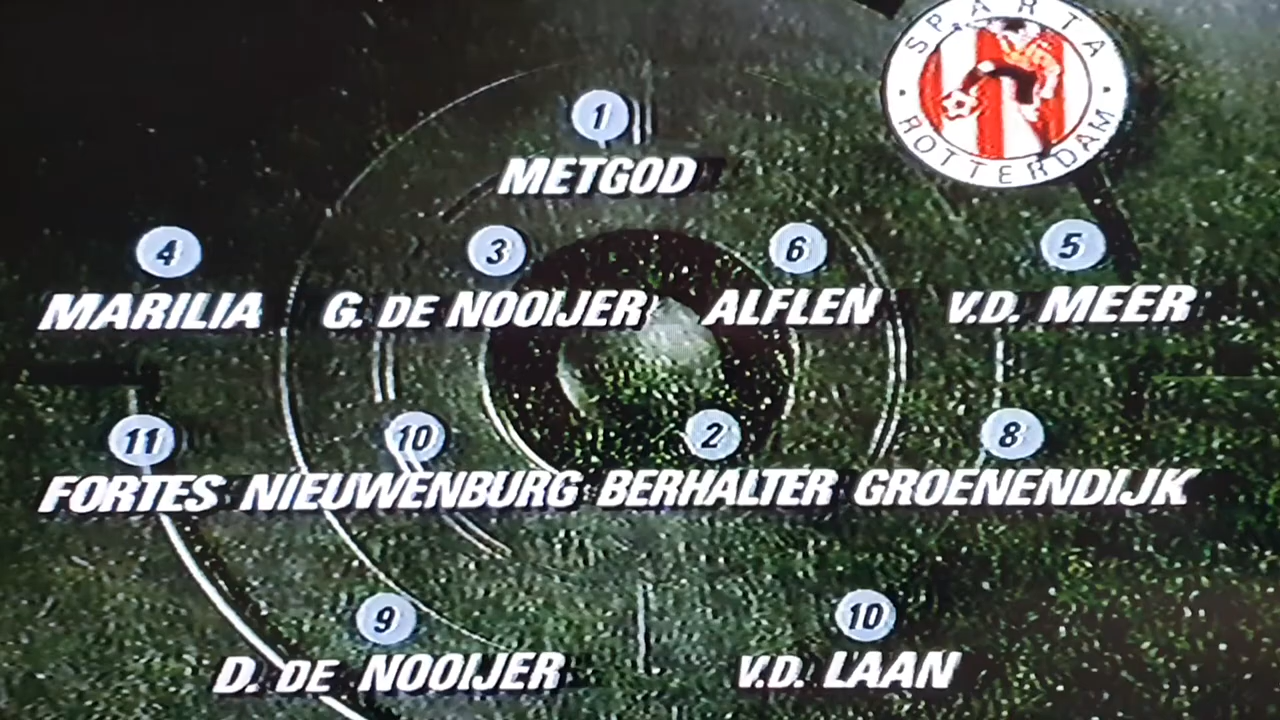 SPARTA
ROTTERDAM
1
METGOD
4 3 6 5
MARILIA G. DE NOOIJER ALFLEN V.D. MEER
11 10 2 8
FORTES NIEUWENBURG BERHALTER GROENENDIJK
9 10
D. DE NOOIJER V.D. LAAN